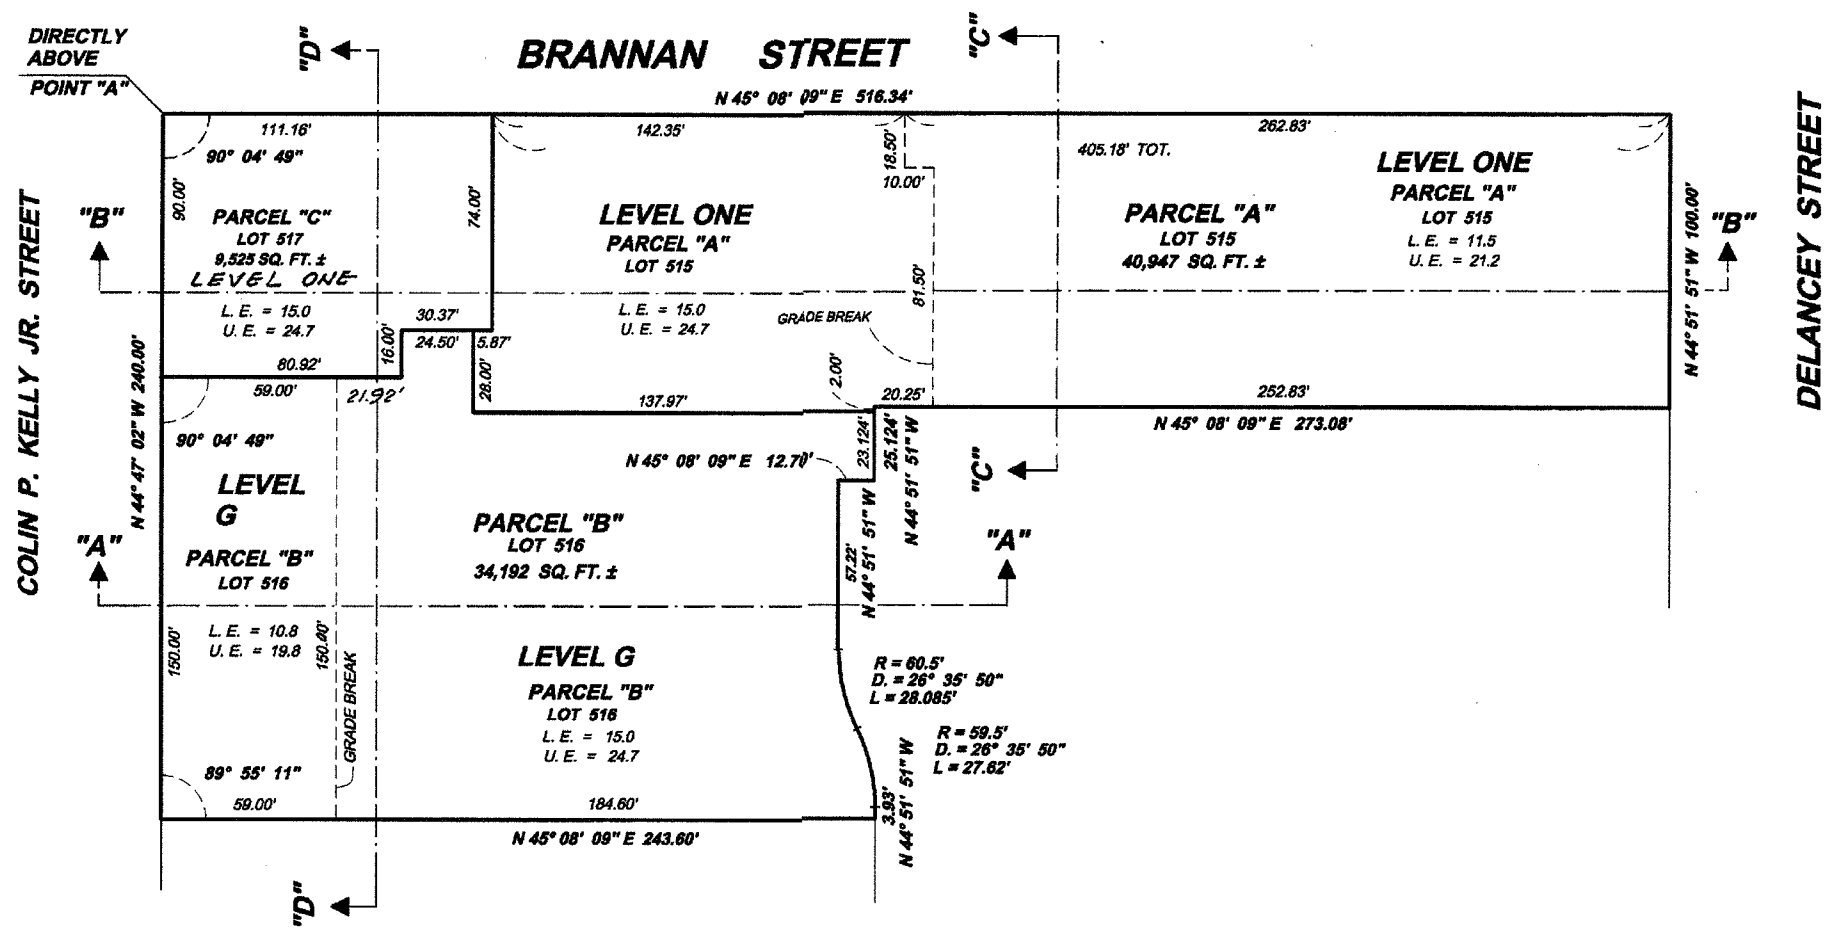 DIRECTLY
ABOVE
POINT "A"
"D"
BRANNAN STREET
"C"
N 45° 08' 09" E 516.34'
111.16'
142.35'
262.83'
90° 04' 49"
18.50'
405.18' TOT.
10.00'
LEVEL ONE
PARCEL "A"
LOT 515
L. E. = 11.5
U. E. = 21.2
DELANCEY STREET
N 44° 51' 51" W 100.00'
COLIN P. KELLY JR. STREET
"B"
90.00'
PARCEL "C"
LOT 517
9,525 SQ. FT. ±
LEVEL ONE
L. E. = 15.0
U. E. = 24.7
74.00'
LEVEL ONE
PARCEL "A"
LOT 515
L. E. = 15.0
U. E. = 24.7
PARCEL "A"
LOT 515
40,947 SQ. FT. ±
"B"
81.50'
GRADE BREAK
30.37'
16.00'
24.50'
5.87'
80.92'
28.00'
2.00'
59.00'
21.92'
137.97'
20.25'
252.83'
N 45° 08' 09" E 273.08'
N 44° 47' 02" W 240.00'
90° 04' 49"
23.124'
25.124'
N 44° 51' 51" W
N 45° 08' 09" E 12.70'
"C"
LEVEL
G
PARCEL "B"
LOT 516
L. E. = 10.8
U. E. = 19.8
PARCEL "B"
LOT 516
34,192 SQ. FT. ±
57.22'
N 44° 51' 51" W
"A"
"A"
150.00'
150.00'
GRADE BREAK
LEVEL G
PARCEL "B"
LOT 516
L. E. = 15.0
U. E. = 24.7
R = 60.5'
D. = 26° 35' 50"
L = 28.085'
R = 59.5'
D. = 26° 35' 50"
L = 27.62'
89° 55' 11"
59.00'
184.60'
3.93'
N 44° 51' 51" W
N 45° 08' 09" E 243.60'
"D"